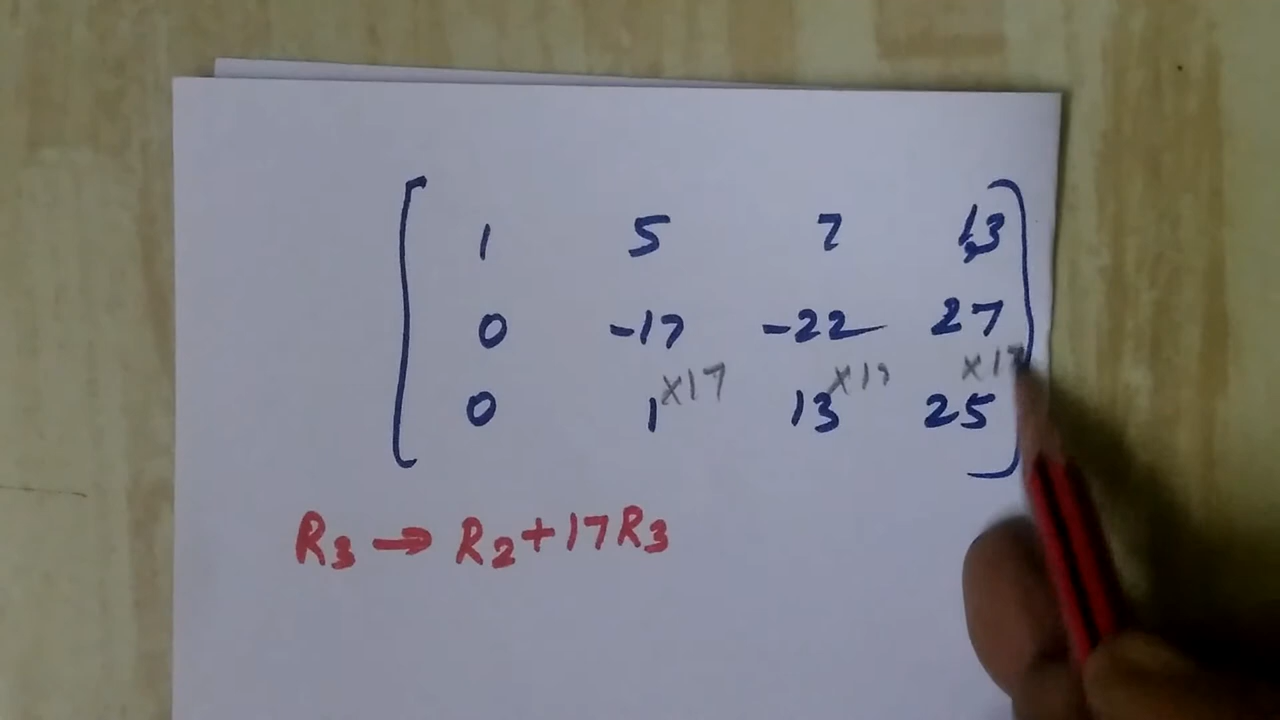 1 5 7 13
0 -17 -22 27
×17 ×17 ×17
0 1 13 25
R3 → R2 + 17R3